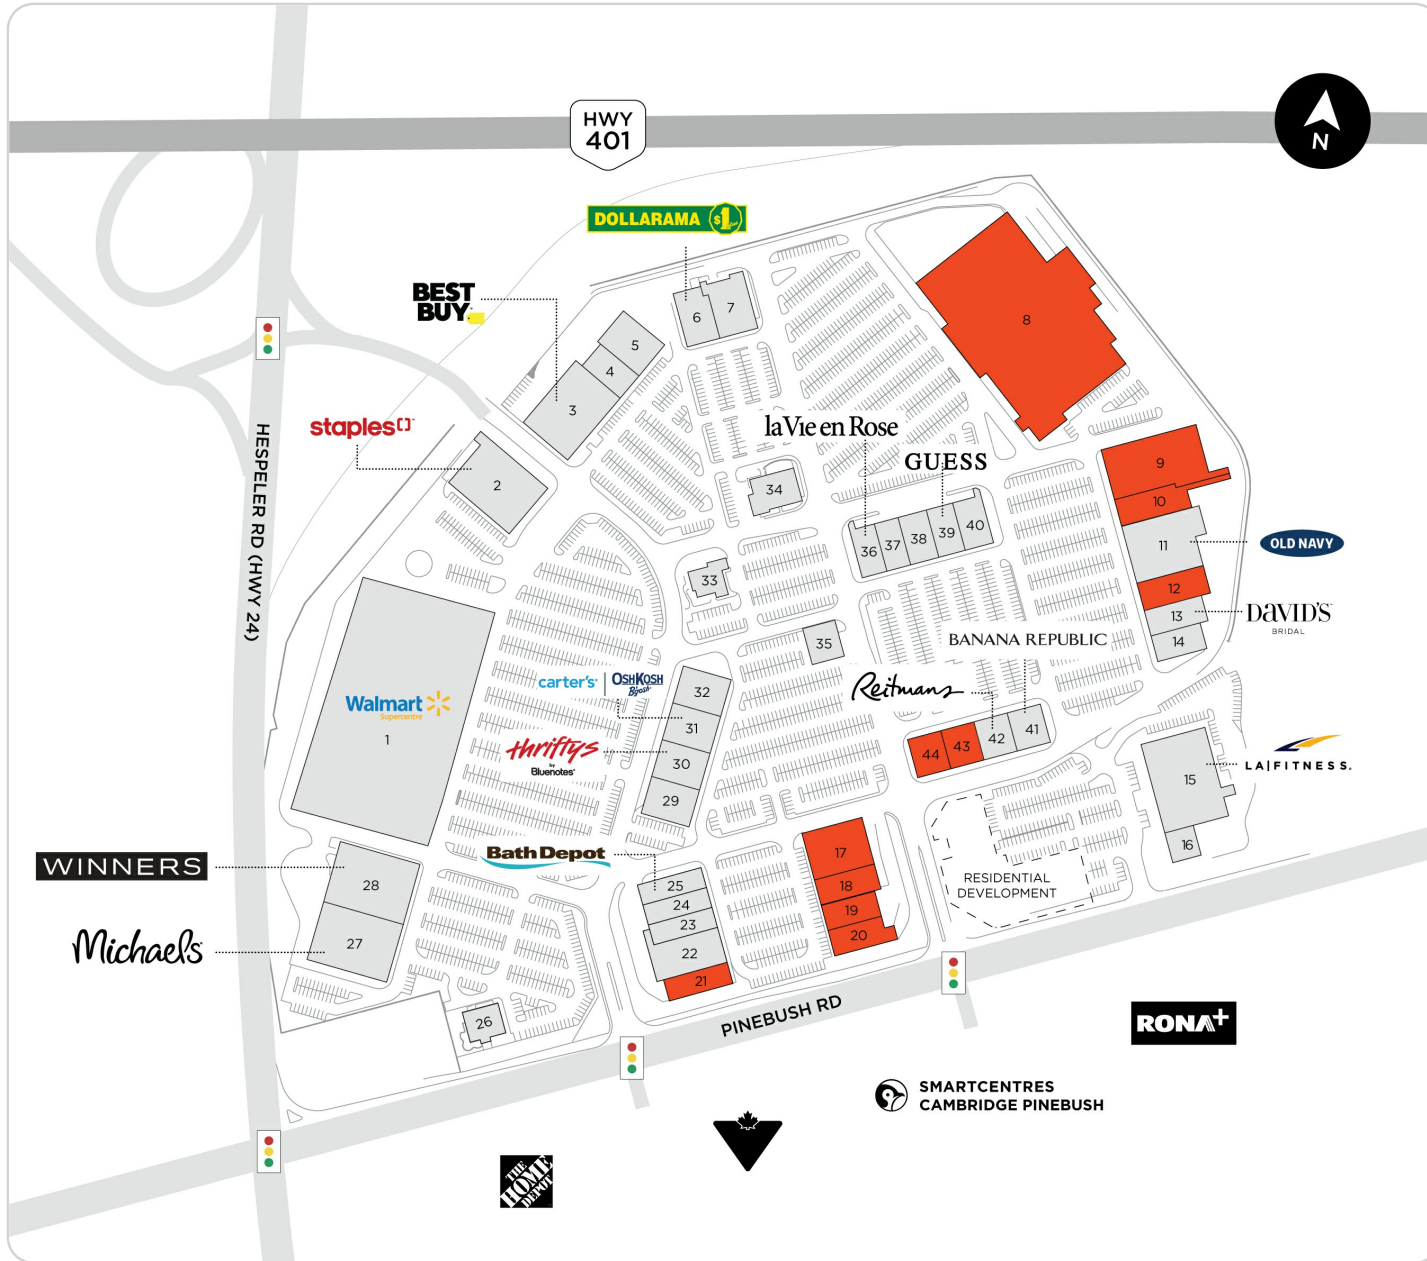 HWY
401
N
DOLLARAMA $1
BEST
BUY
staples
laVie en Rose
GUESS
HESPELER RD (HWY 24)
OLD NAVY
DAVID'S
BRIDAL
BANANA REPUBLIC
Reitmans
carter's | OSHKOSH
B'gosh
Walmart
Supercentre
thriftys
by
Bluenotes
LA|FITNESS.
WINNERS
Bath Depot
Michaels
RESIDENTIAL
DEVELOPMENT
PINEBUSH RD
RONA+
SMARTCENTRES
CAMBRIDGE PINEBUSH
THE
HOME
DEPOT
1
2
3
4
5
6
7
8
9
10
11
12
13
14
15
16
17
18
19
20
21
22
23
24
25
26
27
28
29
30
31
32
33
34
35
36
37
38
39
40
41
42
43
44